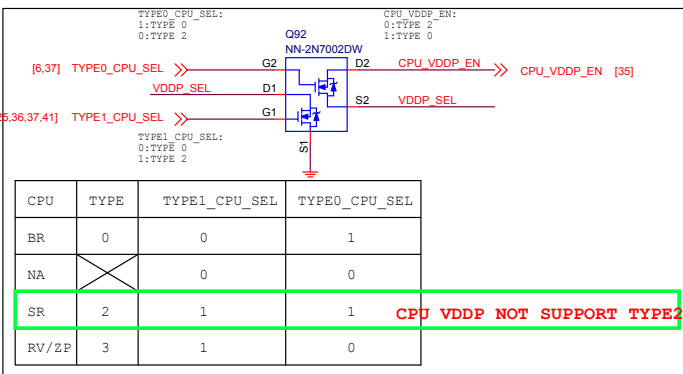 TYPE0_CPU_SEL:
1:TYPE 0
0:TYPE 2
CPU_VDDP_EN:
0:TYPE 2
1:TYPE 0
Q92
NN-2N7002DW
[6,37] TYPE0_CPU_SEL G2 D2 CPU_VDDP_EN CPU_VDDP_EN [35]
VDDP_SEL D1 S2 VDDP_SEL
25,36,37,41] TYPE1_CPU_SEL G1
TYPE1_CPU_SEL:
0:TYPE 0
1:TYPE 2
S1
CPU TYPE TYPE1_CPU_SEL TYPE0_CPU_SEL
BR 0 0 1
NA 0 0
SR 2 1 1 CPU VDDP NOT SUPPORT TYPE2
RV/ZP 3 1 0